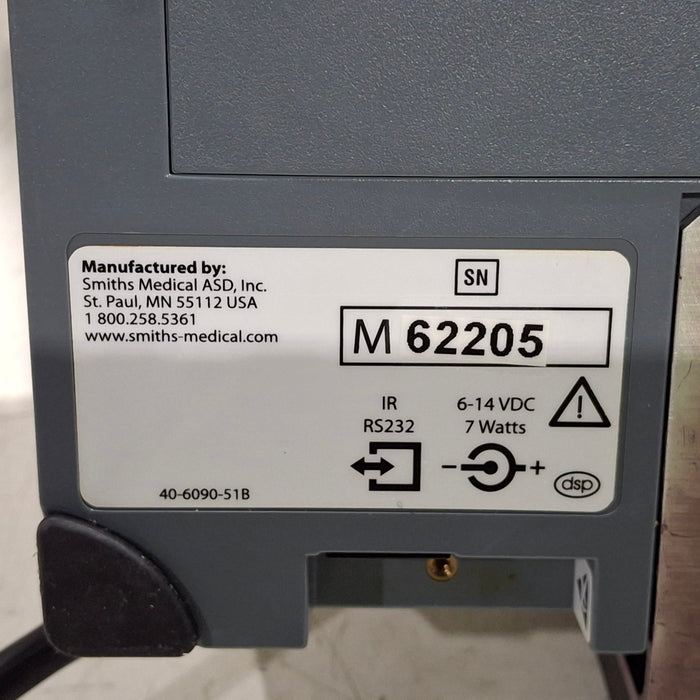 Manufactured by:
Smiths Medical ASD, Inc.
St. Paul, MN 55112 USA
1 800.258.5361
www.smiths-medical.com
SN
M 62205
IR
RS232
6-14 VDC
7 Watts
- +
dsp
40-6090-51B